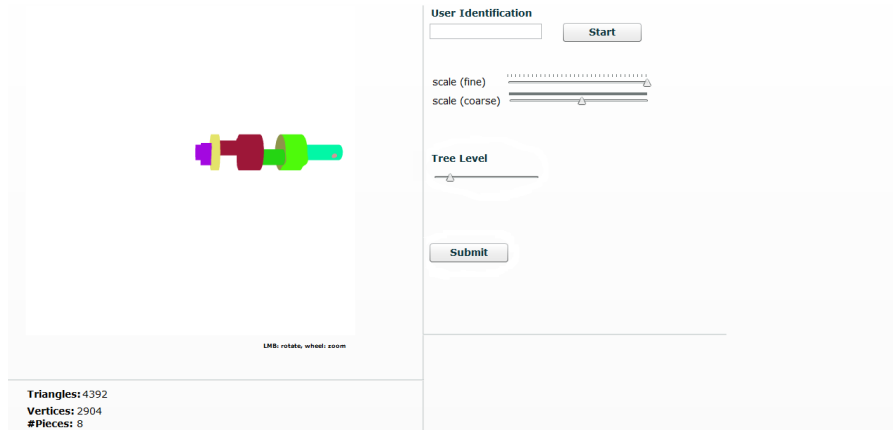 User Identification
Start
scale (fine)
scale (coarse)
Tree Level
Submit
LMB: rotate, wheel: zoom
Triangles: 4392
Vertices: 2904
#Pieces: 8